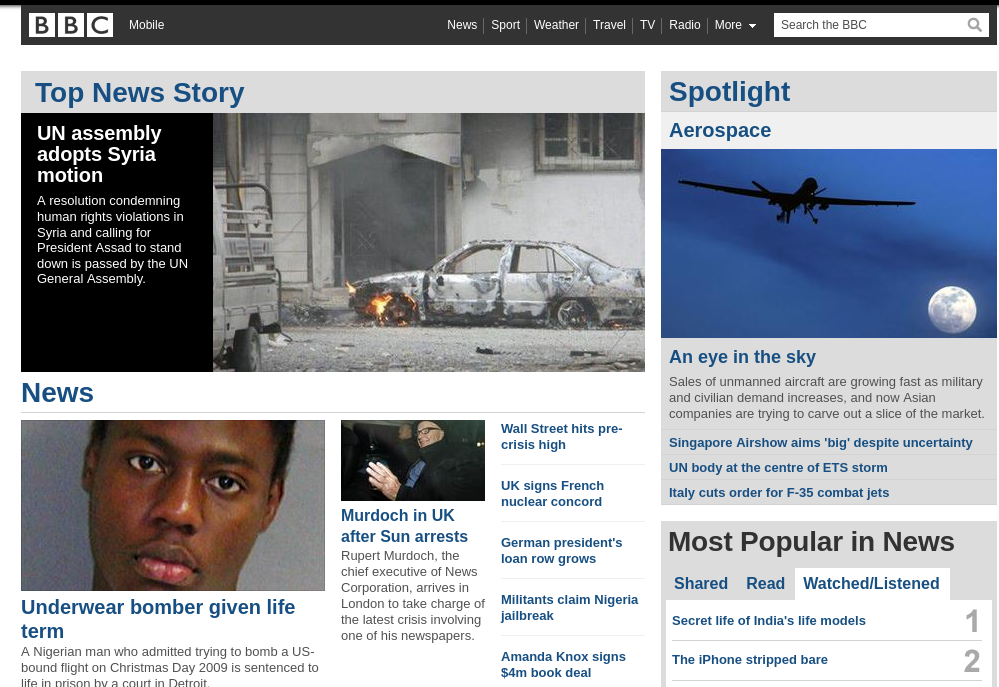 BBC
Mobile
News
Sport
Weather
Travel
TV
Radio
More
Search the BBC
Top News Story
UN assembly
adopts Syria
motion
A resolution condemning
human rights violations in
Syria and calling for
President Assad to stand
down is passed by the UN
General Assembly.
News
Underwear bomber given life
term
A Nigerian man who admitted trying to bomb a US-
bound flight on Christmas Day 2009 is sentenced to
life in prison by a court in Detroit.
Murdoch in UK
after Sun arrests
Rupert Murdoch, the
chief executive of News
Corporation, arrives in
London to take charge of
the latest crisis involving
one of his newspapers.
Wall Street hits pre-
crisis high
UK signs French
nuclear concord
German president's
loan row grows
Militants claim Nigeria
jailbreak
Amanda Knox signs
$4m book deal
Spotlight
Aerospace
An eye in the sky
Sales of unmanned aircraft are growing fast as military
and civilian demand increases, and now Asian
companies are trying to carve out a slice of the market.
Singapore Airshow aims 'big' despite uncertainty
UN body at the centre of ETS storm
Italy cuts order for F-35 combat jets
Most Popular in News
Shared
Read
Watched/Listened
Secret life of India's life models
1
The iPhone stripped bare
2